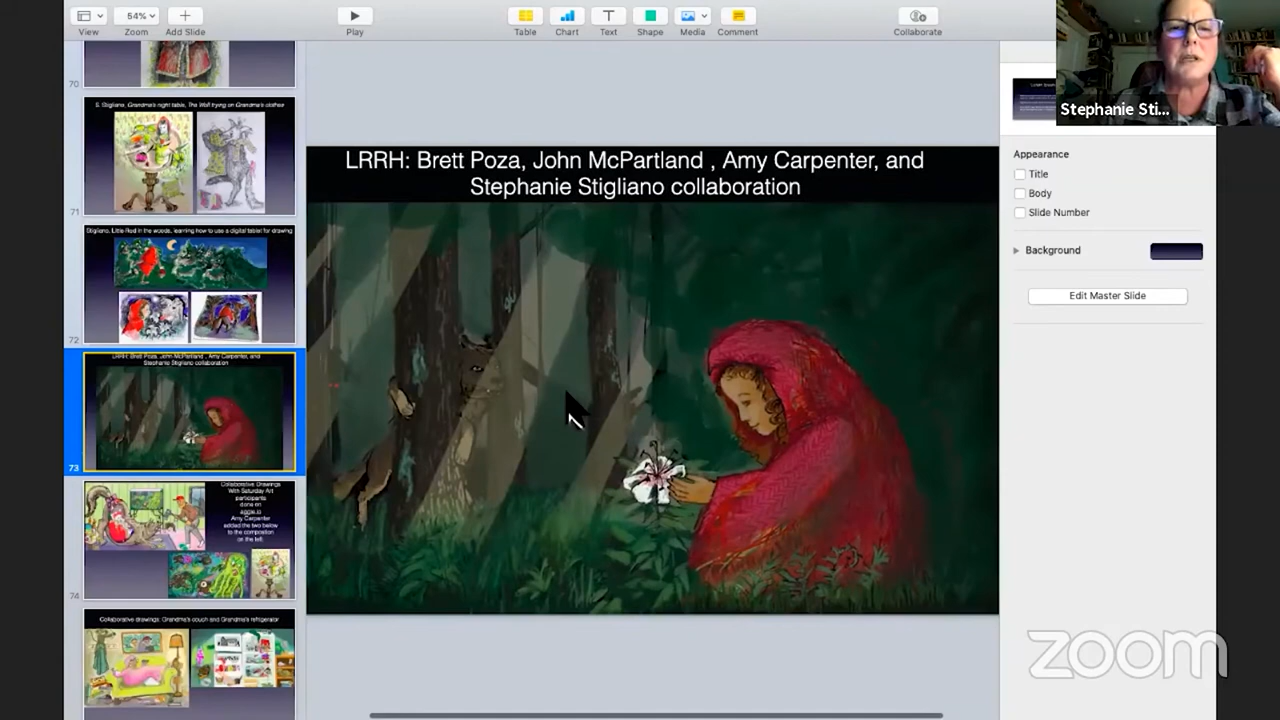 View
54%
Zoom
Add Slide
Play
Table
Chart
Text
Shape
Media
Comment
Collaborate
Stephanie Sti...
70
S. Stigliano, Grandma's night table, The Wolf trying on Grandma's clothes
71
Stigliano, Little Red in the woods, learning how to use a digital tablet for drawing
72
LRRH: Brett Poza, John McPartland , Amy Carpenter, and
Stephanie Stigliano collaboration
73
Collaborative Drawings
With Saturday Art
participants
done on
aggie.io
Amy Carpenter
added the two below
to the composition
on the left
74
Collaborative drawings: Grandma's couch and Grandma's refrigerator
LRRH: Brett Poza, John McPartland , Amy Carpenter, and
Stephanie Stigliano collaboration
Appearance
Title
Body
Slide Number
Background
Edit Master Slide
zoom